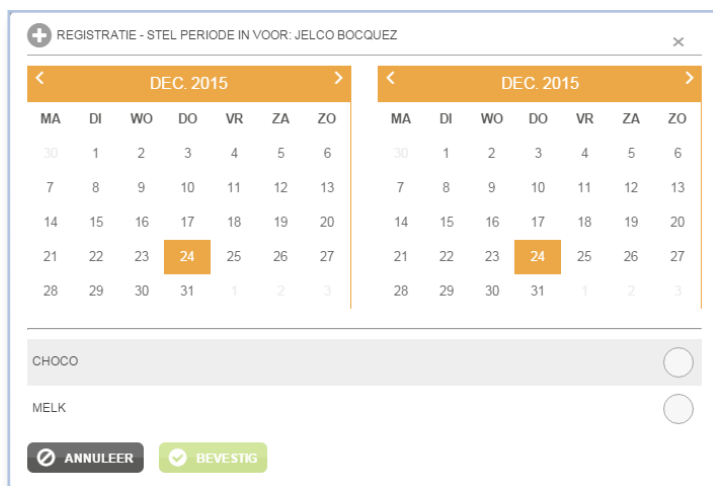 REGISTRATIE - STEL PERIODE IN VOOR: JELCO BOCQUEZ
DEC. 2015
MA DI WO DO VR ZA ZO
30 1 2 3 4 5 6
7 8 9 10 11 12 13
14 15 16 17 18 19 20
21 22 23 24 25 26 27
28 29 30 31 1 2 3
DEC. 2015
MA DI WO DO VR ZA ZO
30 1 2 3 4 5 6
7 8 9 10 11 12 13
14 15 16 17 18 19 20
21 22 23 24 25 26 27
28 29 30 31 1 2 3
CHOCO
MELK
ANNULEER BEVESTIG